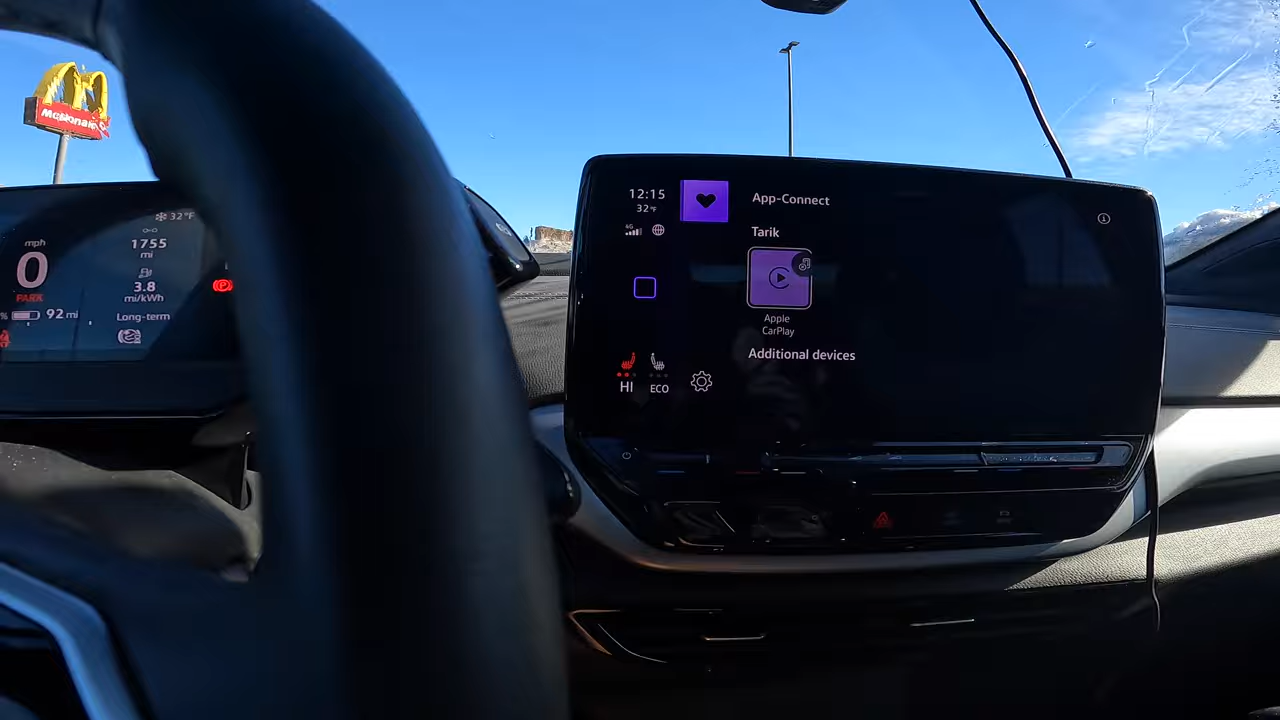 McDonald's
32°F
mph
1755
mi
0
PARK
3.8
mi/kWh
%
92 mi
Long-term
12:15
32°F
4G
App-Connect
Tarik
Apple
CarPlay
HI
ECO
Additional devices